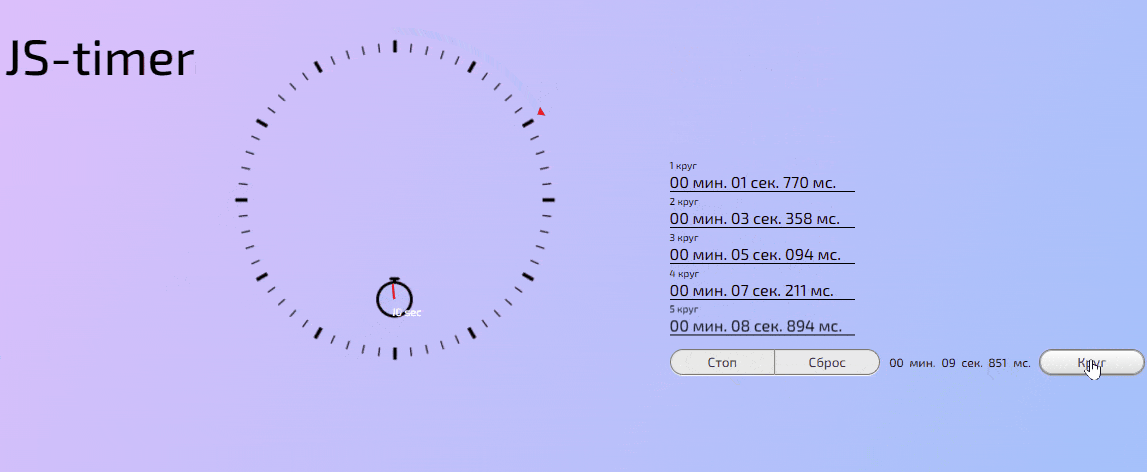 JS-timer
1 круг
00 мин. 01 сек. 770 мс.
2 круг
00 мин. 03 сек. 358 мс.
3 круг
00 мин. 05 сек. 094 мс.
4 круг
00 мин. 07 сек. 211 мс.
5 круг
00 мин. 08 сек. 894 мс.
sec
Стоп Сброс 00 мин. 09 сек. 851 мс. Круг